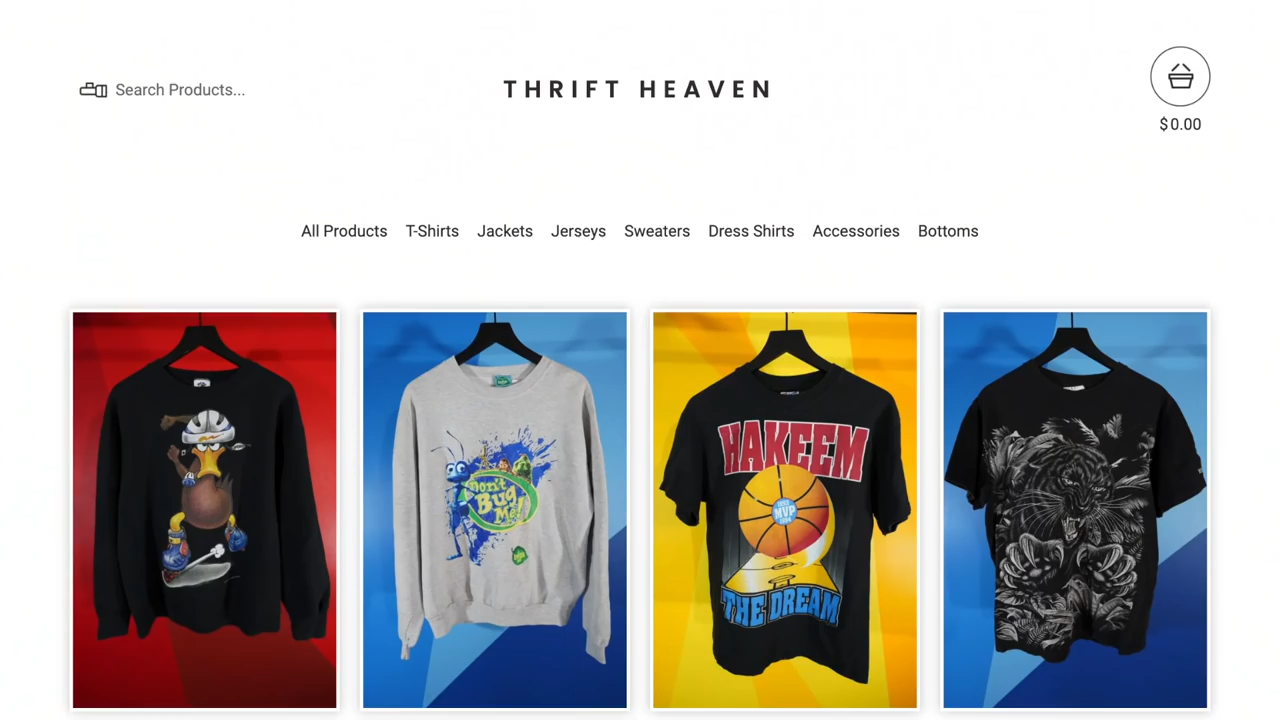 Search Products...
THRIFT HEAVEN
$0.00
All Products T-Shirts Jackets Jerseys Sweaters Dress Shirts Accessories Bottoms
Don't
Bug
Me!
HAKEEM
MVP
1994
THE DREAM